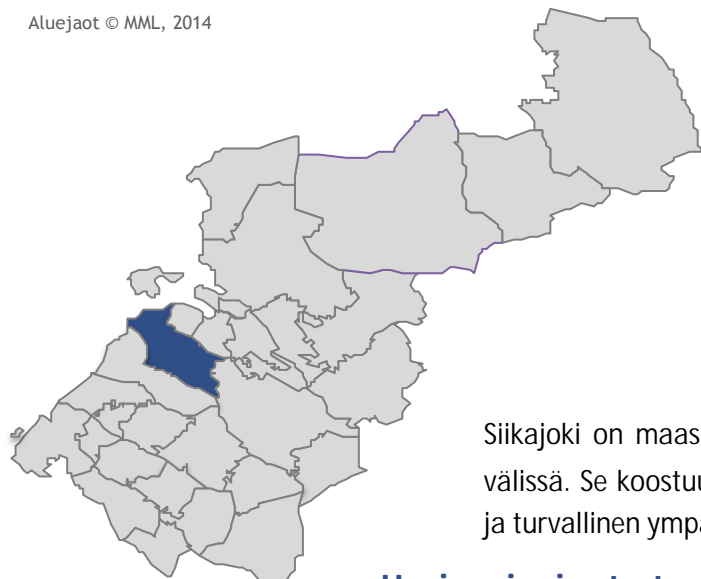 Aluejaot © MML, 2014
Siikajoki on maas
välissä. Se koostuu
ja turvallinen ympä